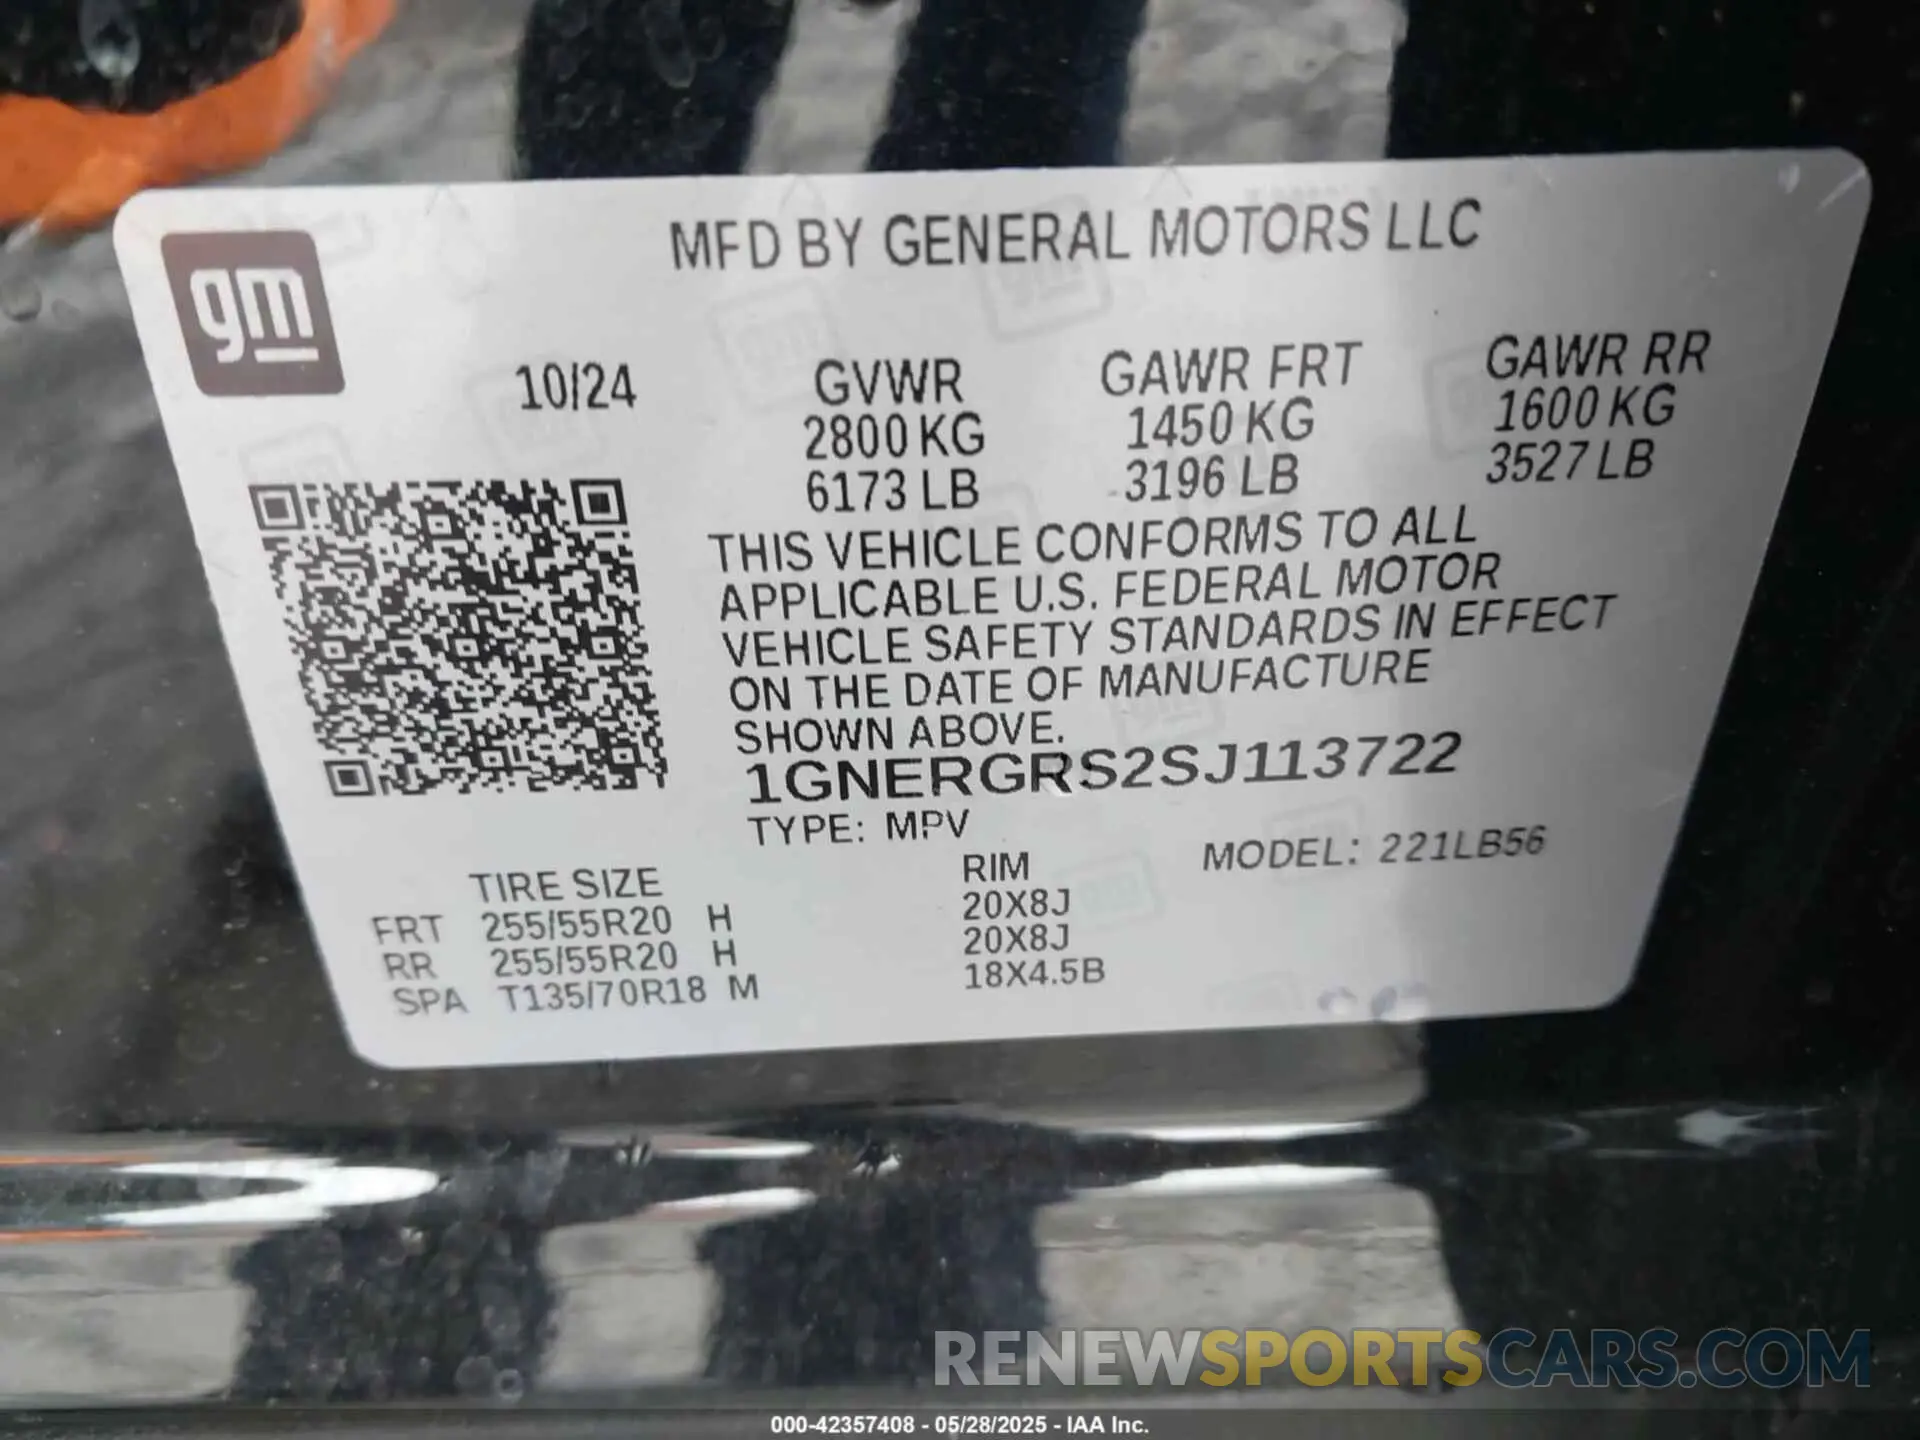 gm
MFD BY GENERAL MOTORS LLC
10/24 GVWR GAWR FRT GAWR RR
2800 KG 1450 KG 1600 KG
6173 LB 3196 LB 3527 LB
THIS VEHICLE CONFORMS TO ALL
APPLICABLE U.S. FEDERAL MOTOR
VEHICLE SAFETY STANDARDS IN EFFECT
ON THE DATE OF MANUFACTURE
SHOWN ABOVE.
1GNERGRS2SJ113722
TYPE: MPV MODEL: 221LB56
TIRE SIZE RIM
FRT 255/55R20 H 20X8J
RR 255/55R20 H 20X8J
SPA T135/70R18 M 18X4.5B
RENEWSPORTSCARS.COM
000-42357408 - 05/28/2025 - IAA Inc.